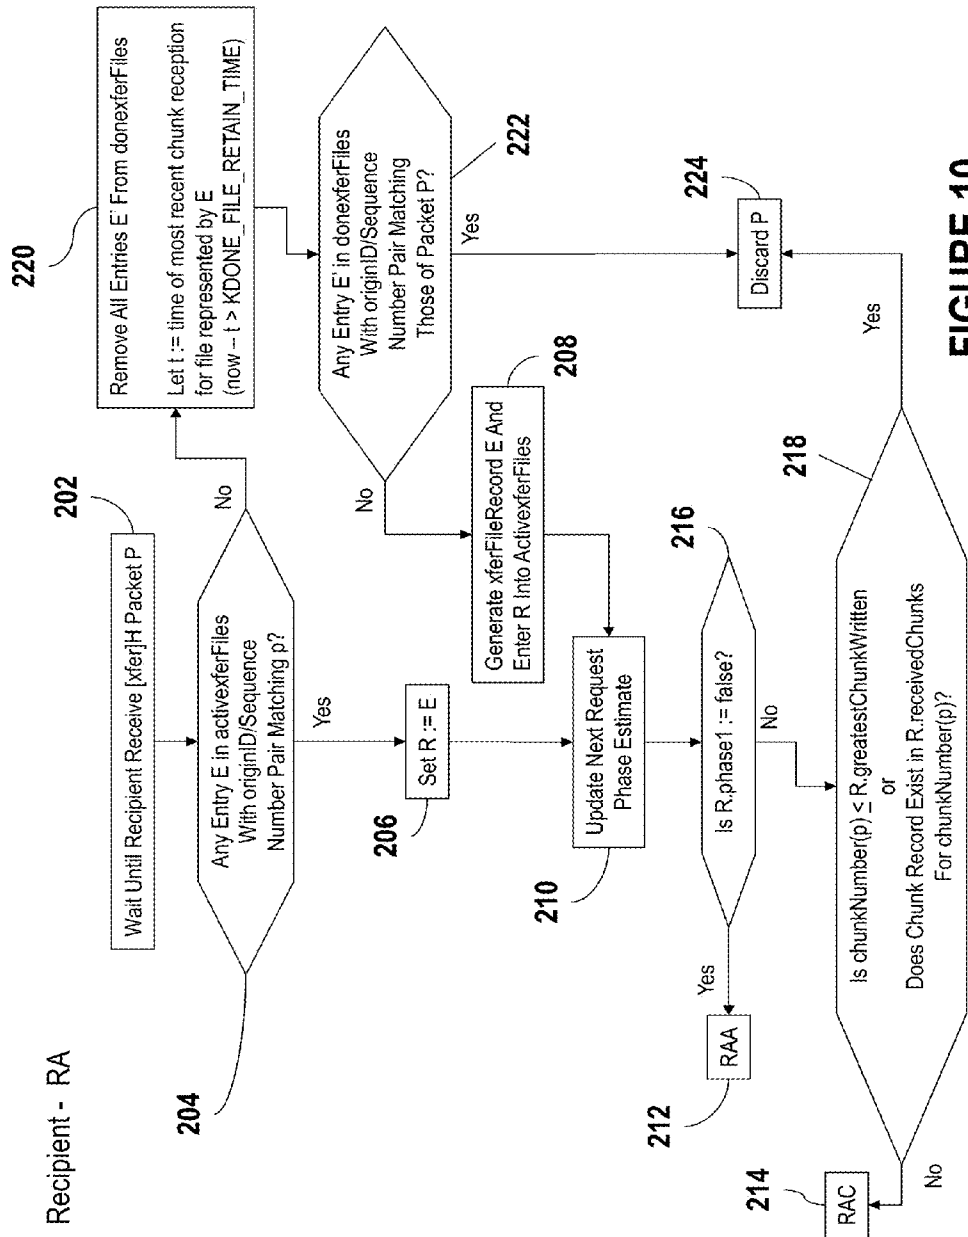 Recipient - RA
202
Wait Until Recipient Receive [xfer]H Packet P
204
Any Entry E in activexferFiles
With originID/Sequence
Number Pair Matching p?
No
Yes
220
Remove All Entries E' From donexferFiles
Let t := time of most recent chunk reception
for file represented by E
(now – t > KDONE_FILE_RETAIN_TIME)
222
Any Entry E' in donexferFiles
With originID/Sequence
Number Pair Matching
Those of Packet P?
No
Yes
206
Set R := E
208
Generate xferFileRecord E And
Enter R Into ActivexferFiles
210
Update Next Request
Phase Estimate
216
Is R.phase1 := false?
Yes
No
212
RAA
224
Discard P
218
Is chunkNumber(p) ≤ R.greatestChunkWritten
or
Does Chunk Record Exist in R.receivedChunks
For chunkNumber(p)?
Yes
No
214
RAC
FIGURE 10